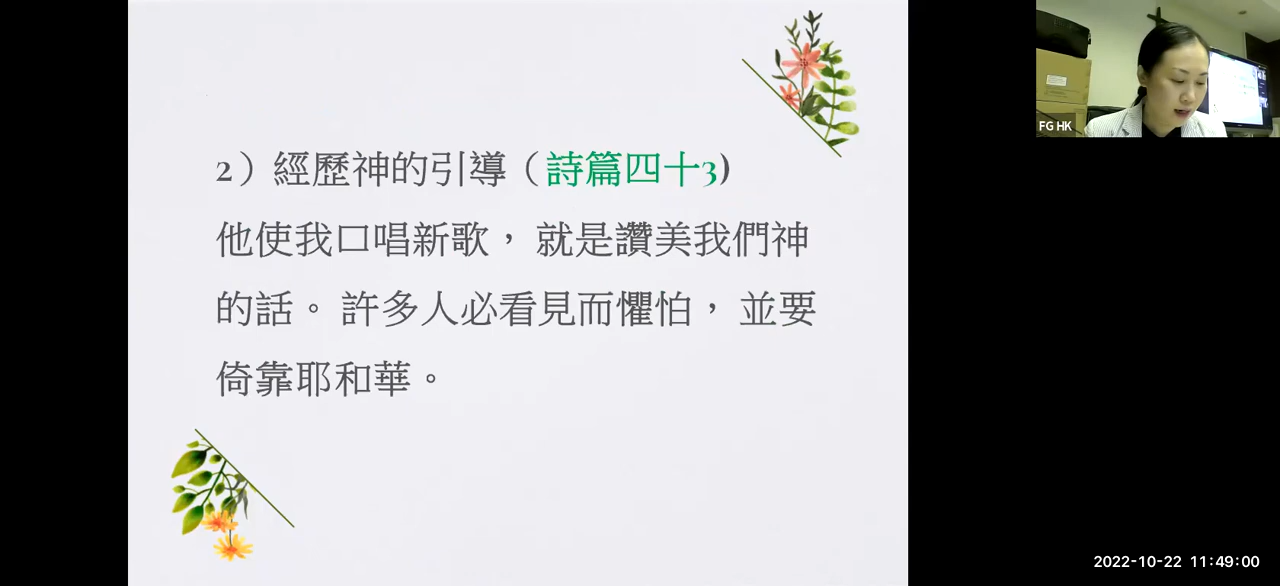 2）經歷神的引導（詩篇四十3)
他使我口唱新歌， 就是讚美我們神
的話。 許多人必看見而懼怕， 並要
倚靠耶和華。
FG HK
2022-10-22 11:49:00